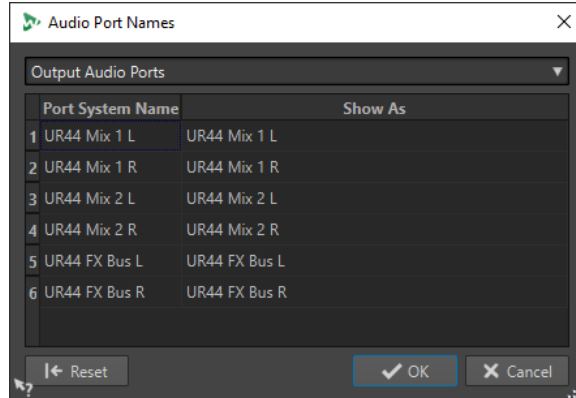 Audio Port Names
Output Audio Ports
Port System Name Show As
1 UR44 Mix 1 L UR44 Mix 1 L
2 UR44 Mix 1 R UR44 Mix 1 R
3 UR44 Mix 2 L UR44 Mix 2 L
4 UR44 Mix 2 R UR44 Mix 2 R
5 UR44 FX Bus L UR44 FX Bus L
6 UR44 FX Bus R UR44 FX Bus R
Reset OK Cancel
?